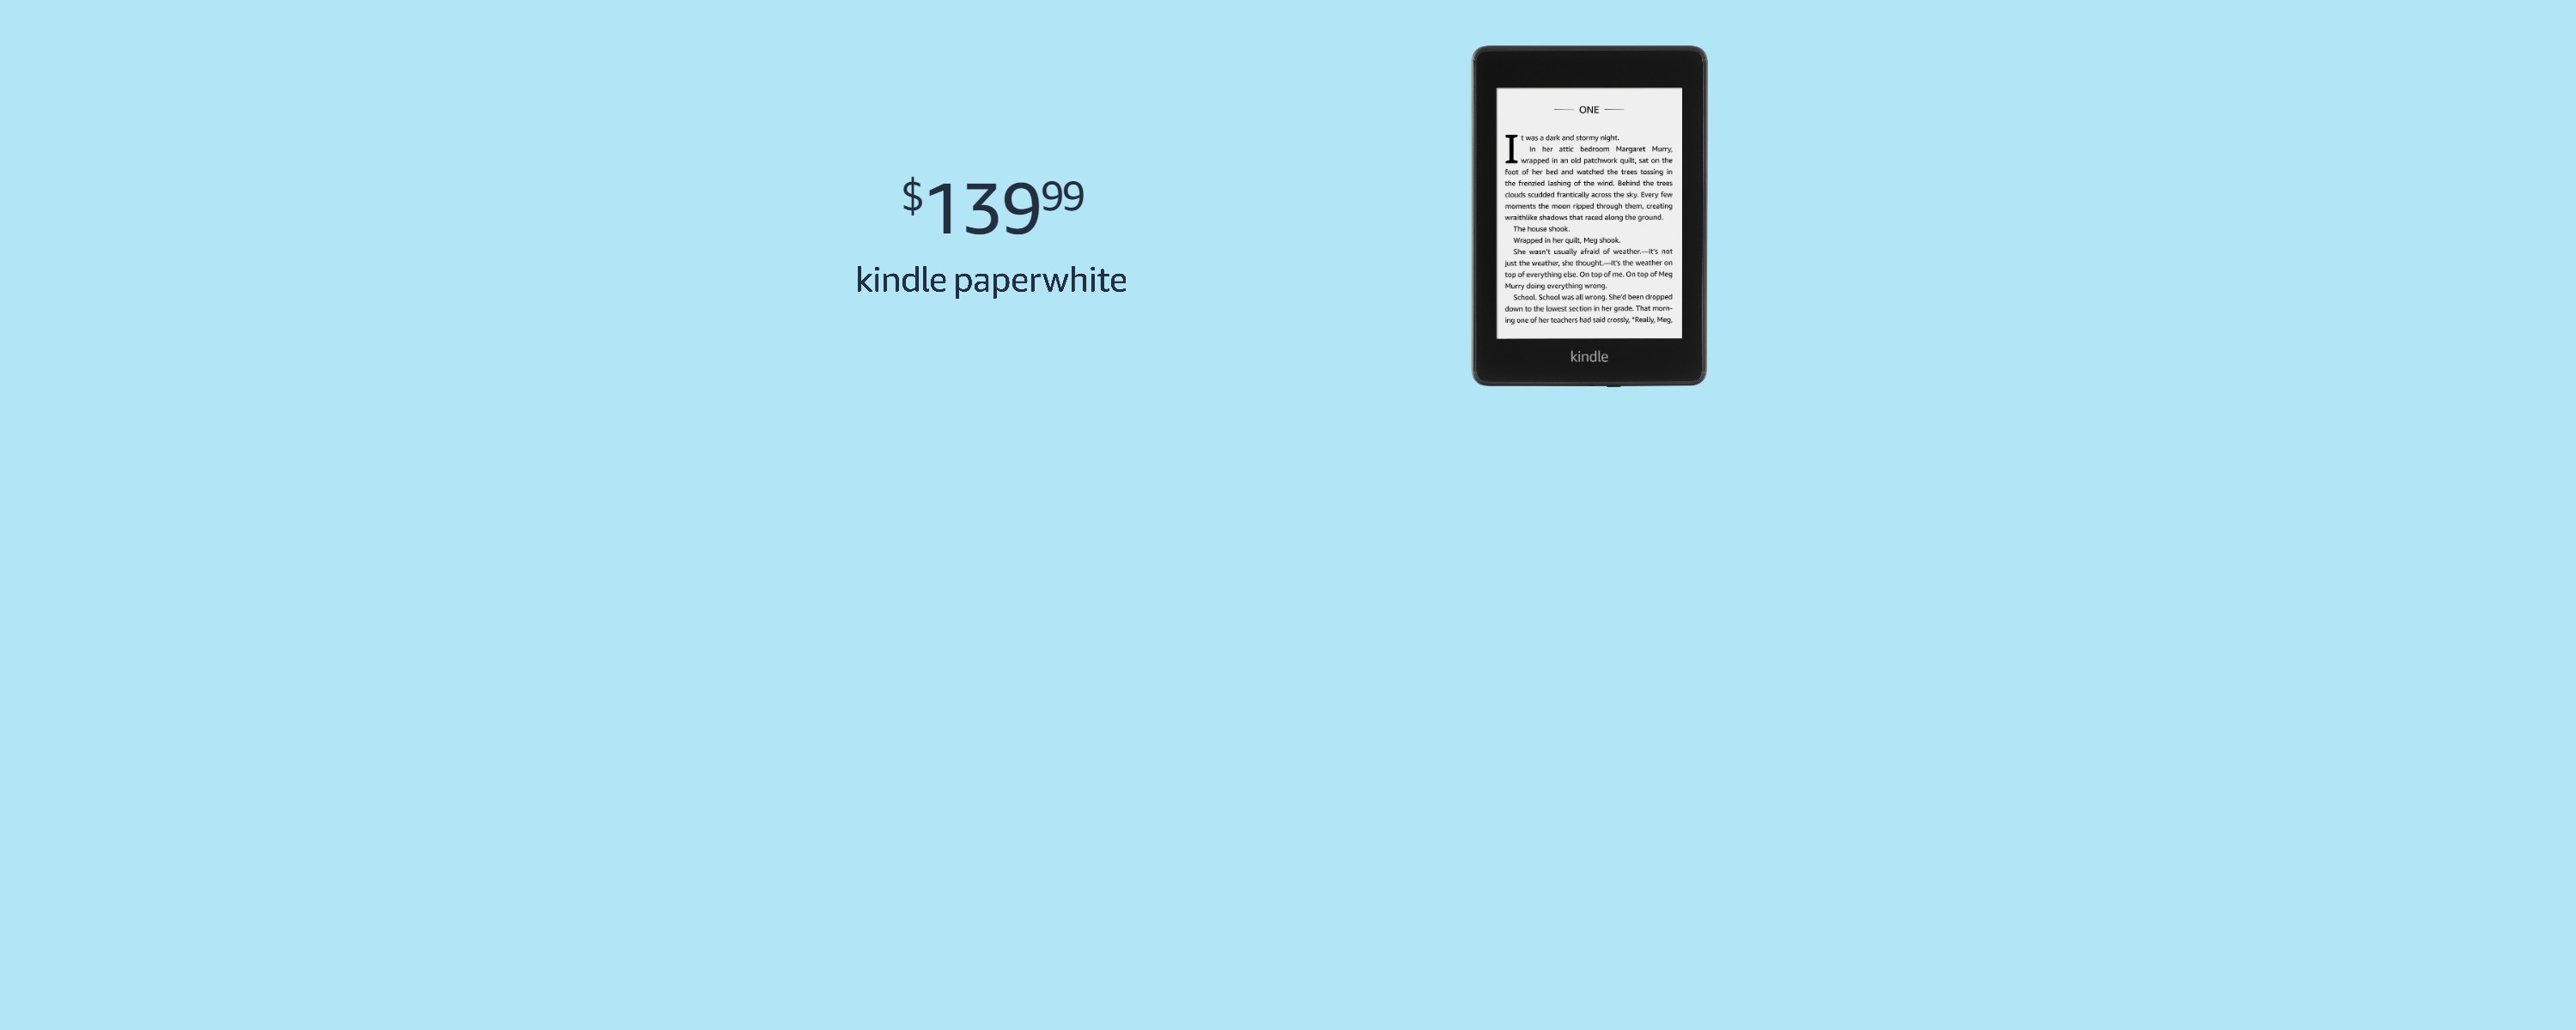 $13999
kindle paperwhite
ONE
It was a dark and stormy night.
In her attic bedroom Margaret Murry,
wrapped in an old patchwork quilt, sat on the
foot of her bed and watched the trees tossing in
the frenzied lashing of the wind. Behind the trees
clouds scudded frantically across the sky. Every few
moments the moon ripped through them, creating
wraithlike shadows that raced along the ground.
The house shook.
Wrapped in her quilt, Meg shook.
She wasn't usually afraid of weather.—It's not
just the weather, she thought.—It's the weather on
top of everything else. On top of me. On top of Meg
Murry doing everything wrong.
School. School was all wrong. She'd been dropped
down to the lowest section in her grade. That morn-
ing one of her teachers had said crossly, "Really, Meg,
kindle